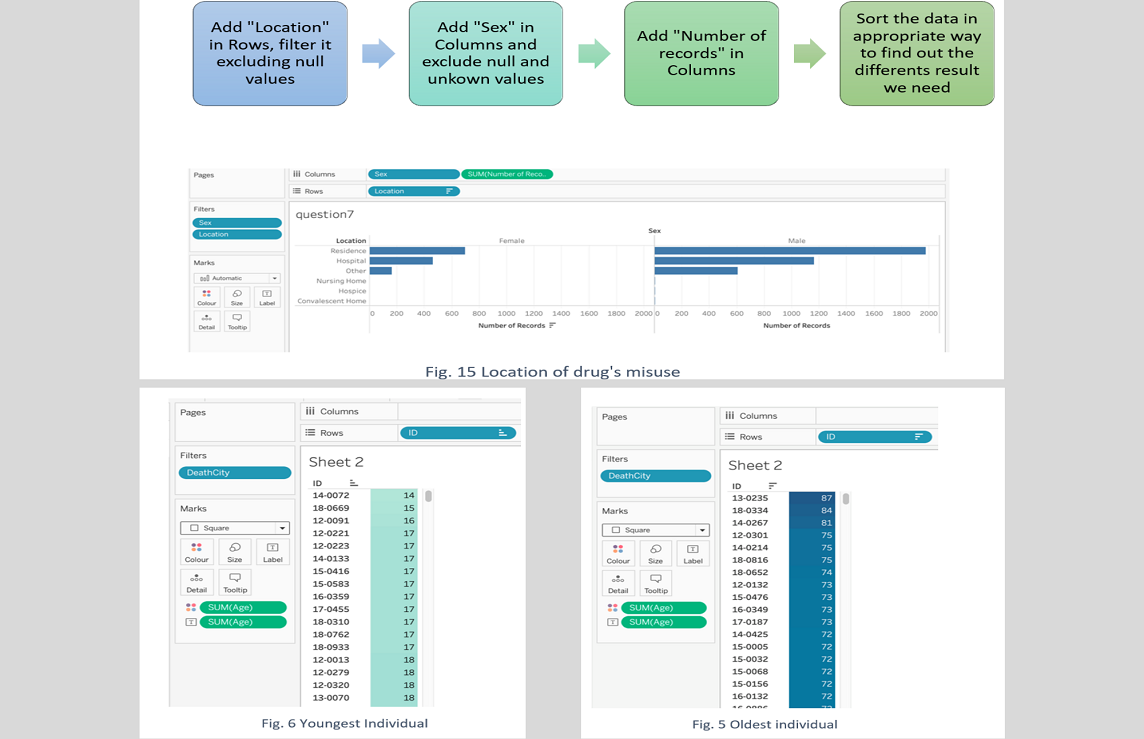 Add "Location"
in Rows, filter it
excluding null
values
Add "Sex" in
Columns and
exclude null and
unkown values
Add "Number of
records" in
Columns
Sort the data in
appropriate way
to find out the
differents result
we need
Pages
Columns
Sex
SUM(Number of Reco..
Rows
Location
Filters
Sex
Location
Marks
Automatic
Colour
Size
Label
Detail
Tooltip
question7
Sex
Location
Female
Male
Residence
Hospital
Other
Nursing Home
Hospice
Convalescent Home
0 200 400 600 800 1000 1200 1400 1600 1800 2000
0 200 400 600 800 1000 1200 1400 1600 1800 2000
Number of Records
Number of Records
Fig. 15 Location of drug's misuse
Pages
Columns
Rows
ID
Filters
DeathCity
Marks
Square
Colour
Size
Label
Detail
Tooltip
SUM(Age)
SUM(Age)
Sheet 2
ID
14-0072 14
18-0669 15
12-0091 16
12-0221 17
12-0223 17
14-0133 17
15-0416 17
15-0583 17
16-0359 17
17-0455 17
18-0310 17
18-0762 17
18-0933 17
12-0013 18
12-0279 18
12-0320 18
13-0070 18
Fig. 6 Youngest Individual
Pages
Columns
Rows
ID
Filters
DeathCity
Marks
Square
Colour
Size
Label
Detail
Tooltip
SUM(Age)
SUM(Age)
Sheet 2
ID
13-0235 87
18-0334 84
14-0267 81
12-0301 75
14-0214 75
18-0816 75
18-0652 74
12-0132 73
15-0476 73
16-0349 73
17-0187 73
14-0425 72
15-0005 72
15-0032 72
15-0068 72
15-0156 72
16-0132 72
Fig. 5 Oldest individual